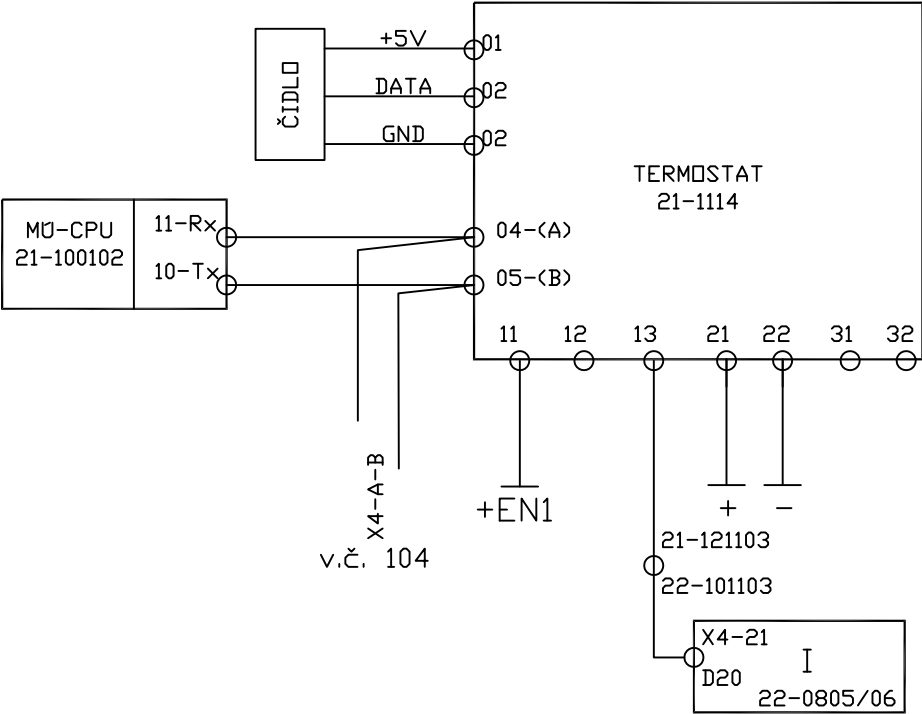 +5V
01
ČIDLO
DATA
02
GND
02
TERMOSTAT
21-1114
MÚ-CPU
21-100102
11-Rx
10-Tx
04-(A)
05-(B)
11
12
13
21
22
31
32
X4-A-B
v.č. 104
+EN1
+
-
21-121103
22-101103
X4-21
I
D20
22-0805/06